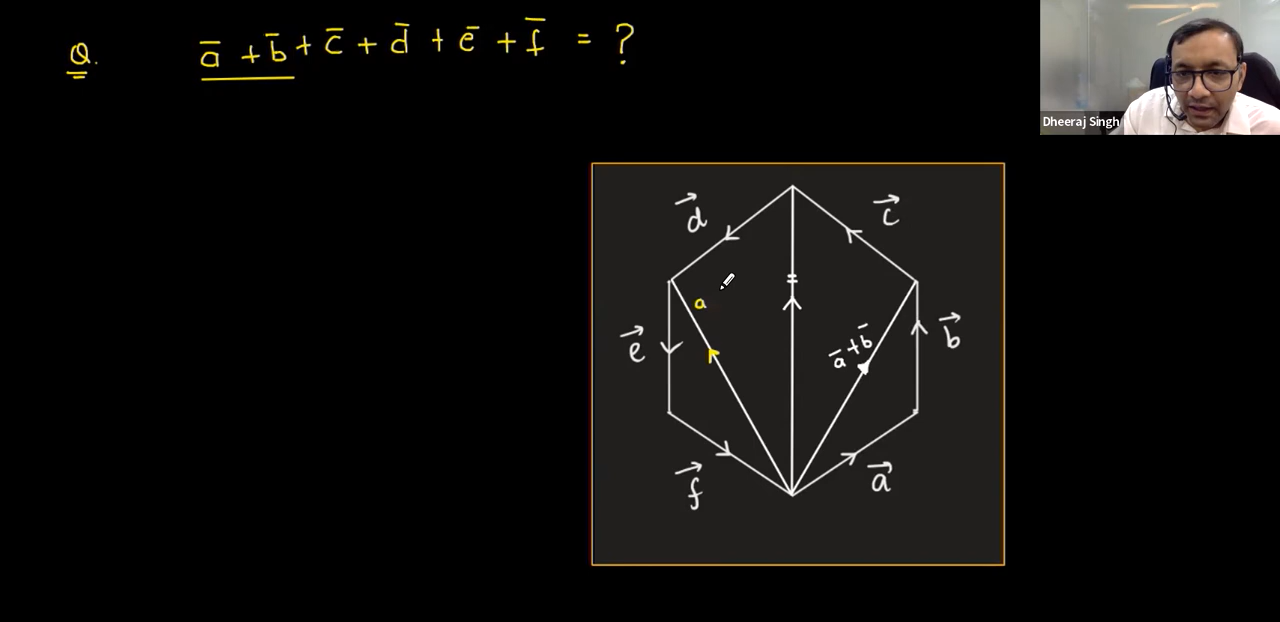 Q. a̅ + b̅ + c̅ + d̅ + e̅ + f̅ = ?
Dheeraj Singh
d⃗
c⃗
a
e⃗
a̅ + b̅
b⃗
f⃗
a⃗